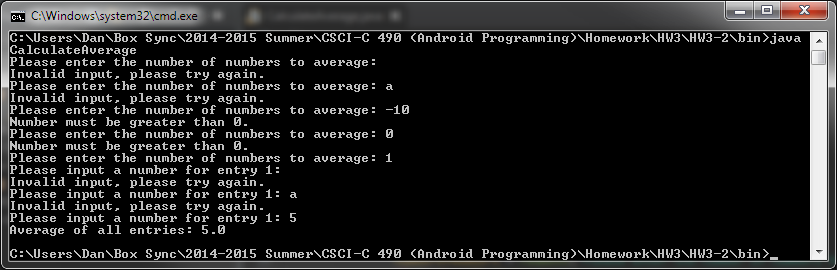 C:\Windows\system32\cmd.exe
C:\Users\Dan\Box Sync\2014-2015 Summer\CSCI-C 490 (Android Programming)\Homework\HW3\HW3-2\bin>java
CalculateAverage
Please enter the number of numbers to average:
Invalid input, please try again.
Please enter the number of numbers to average: a
Invalid input, please try again.
Please enter the number of numbers to average: -10
Number must be greater than 0.
Please enter the number of numbers to average: 0
Number must be greater than 0.
Please enter the number of numbers to average: 1
Please input a number for entry 1:
Invalid input, please try again.
Please input a number for entry 1: a
Invalid input, please try again.
Please input a number for entry 1: 5
Average of all entries: 5.0
C:\Users\Dan\Box Sync\2014-2015 Summer\CSCI-C 490 (Android Programming)\Homework\HW3\HW3-2\bin>_